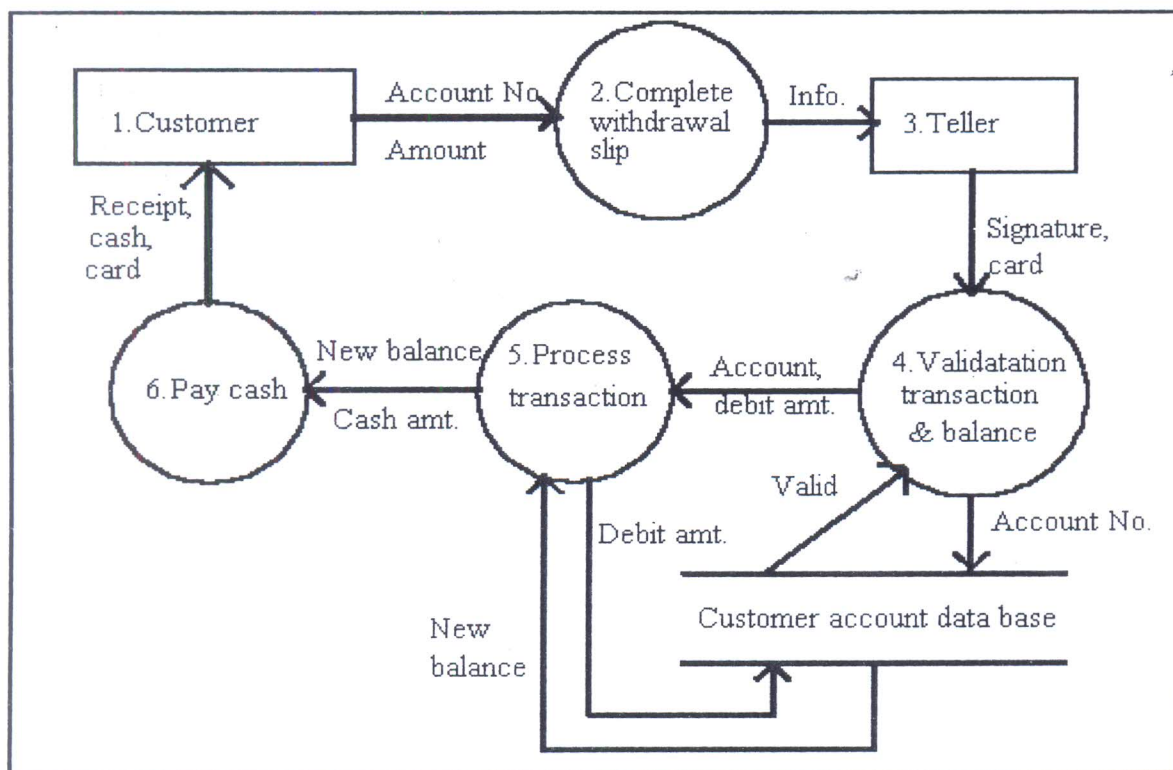 1.Customer
Account No
Amount
2.Complete
withdrawal
slip
Info.
3.Teller
Receipt,
cash,
card
Signature,
card
6.Pay cash
New balance
Cash amt.
5.Process
transaction
Account,
debit amt.
4.Validatation
transaction
& balance
Valid
Account No.
Debit amt.
New
balance
Customer account data base